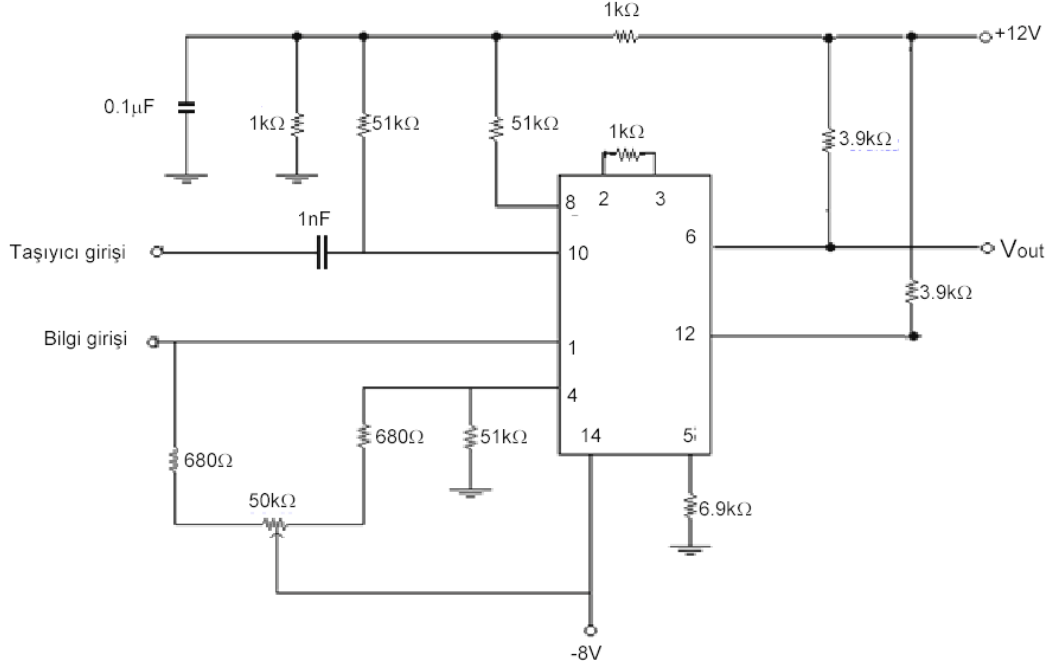 1kΩ
+12V
0.1μF
1kΩ
51kΩ
51kΩ
1kΩ
3.9kΩ
2
3
8
1nF
6
Taşıyıcı girişi
10
Vout
3.9kΩ
Bilgi girişi
12
1
4
680Ω
51kΩ
14
5
680Ω
50kΩ
6.9kΩ
-8V